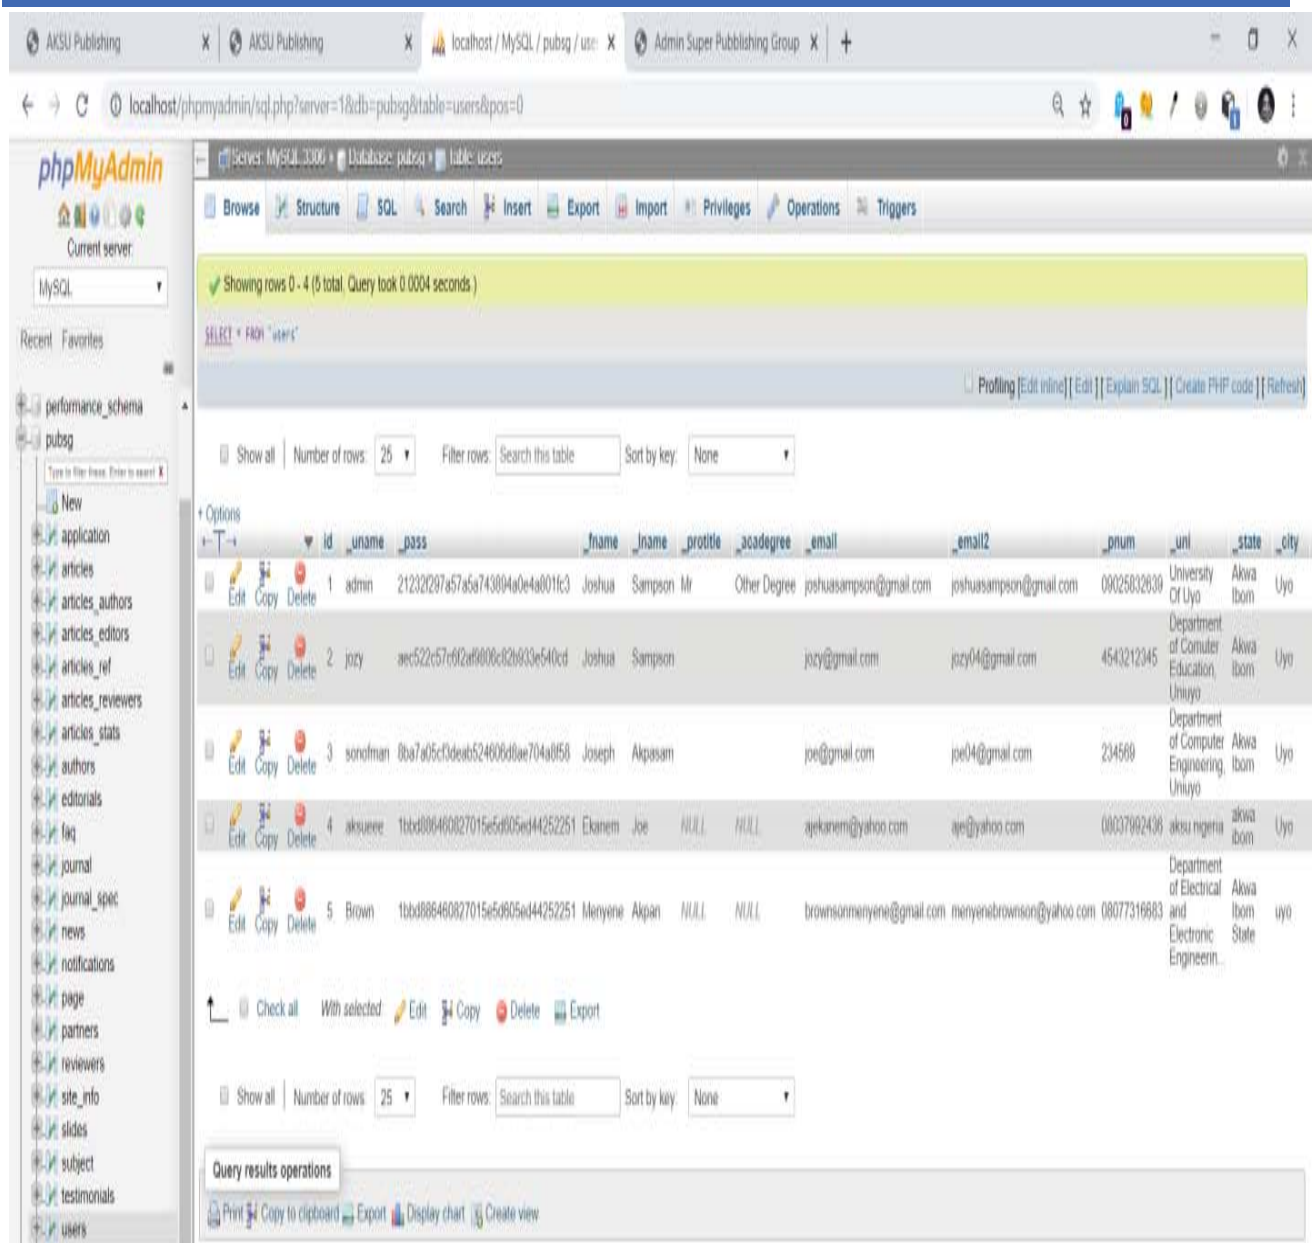 AKSU Publishing X AKSU Publishing X localhost / MySQL / pubsg / use X Admin Super Pubblishing Group X +
localhost/phpmyadmin/sql.php?server=1&db=pubsg&table=users&pos=0
phpMyAdmin
Current server:
MySQL
Recent Favorites
performance_schema
pubsg
Type to filter these, Enter to search X
New
application
articles
articles_authors
articles_editors
articles_ref
articles_reviewers
articles_stats
authors
editorials
faq
journal
journal_spec
news
notifications
page
partners
reviewers
site_info
slides
subject
testimonials
users
Server: MySQL:3306 » Database: pubsg » Table: users
Browse Structure SQL Search Insert Export Import Privileges Operations Triggers
Showing rows 0 - 4 (5 total, Query took 0.0004 seconds.)
SELECT * FROM `users`
Profiling [Edit inline] [ Edit ] [ Explain SQL ] [ Create PHP code ] [ Refresh]
Show all Number of rows: 25 Filter rows: Search this table Sort by key: None
+ Options
id _uname _pass _fname _lname _protitle _acadegree _email _email2 _pnum _uni _state _city
Edit Copy Delete 1 admin 21232f297a57a5a743894a0e4a801fc3 Joshua Sampson Mr Other Degree joshuasampson@gmail.com joshuasampson@gmail.com 09025832639 University Of Uyo Akwa Ibom Uyo
Edit Copy Delete 2 jozy Joshua Sampson jozy@gmail.com jozy04@gmail.com 4543212345 Department of Comuter Education, Uniuyo Akwa Ibom Uyo
Edit Copy Delete 3 sonofman Joseph Akpasam joe@gmail.com joe04@gmail.com 234569 Department of Computer Engineering, Uniuyo Akwa Ibom Uyo
Edit Copy Delete 4 aksueee 1bbd886460827015e5d605ed44252251 Ekanem Joe NULL NULL ajekanem@yahoo.com aje@yahoo.com 08037992436 aksu nigeria akwa ibom Uyo
Edit Copy Delete 5 Brown 1bbd886460827015e5d605ed44252251 Menyene Akpan NULL NULL brownsonmenyene@gmail.com menyenebrownson@yahoo.com 08077316683 Department of Electrical and Electronic Engineerin... Akwa Ibom State uyo
Check all With selected: Edit Copy Delete Export
Show all Number of rows: 25 Filter rows: Search this table Sort by key: None
Query results operations
Print Copy to clipboard Export Display chart Create view